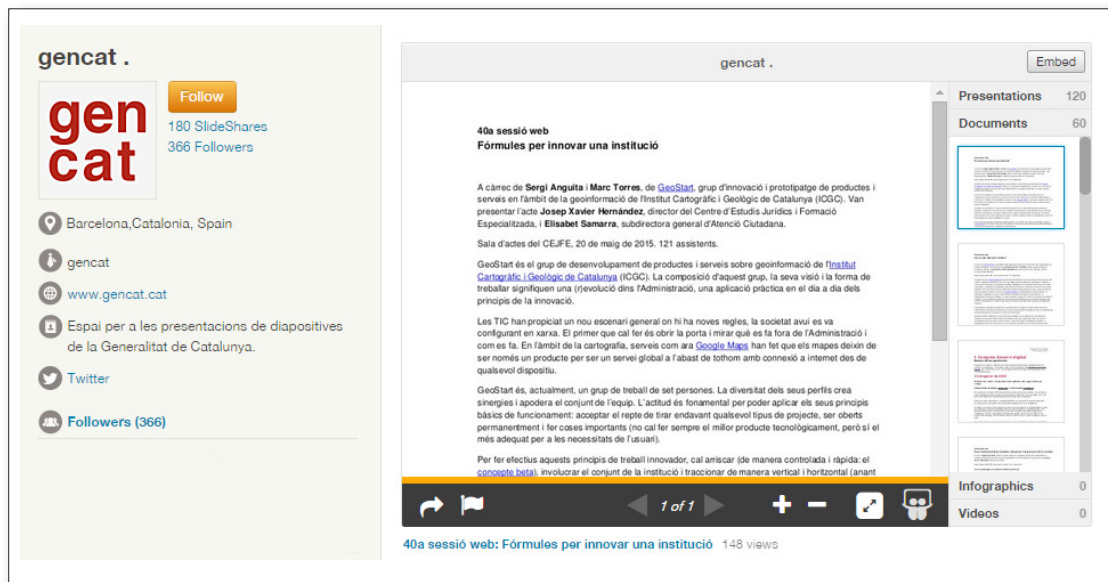 gencat .
gen
cat
Follow
180 SlideShares
366 Followers
Barcelona,Catalonia, Spain
gencat
www.gencat.cat
Espai per a les presentacions de diapositives
de la Generalitat de Catalunya.
Twitter
Followers (366)
gencat .
Embed
40a sessió web
Fórmules per innovar una institució
A càrrec de Sergi Anguita i Marc Torres, de GeoStart, grup d'innovació i prototipatge de productes i
serveis en l'àmbit de la geoinformació de l'Institut Cartogràfic i Geològic de Catalunya (ICGC). Van
presentar l'acte Josep Xavier Hernández, director del Centre d'Estudis Jurídics i Formació
Especialitzada, i Elisabet Samarra, subdirectora general d'Atenció Ciutadana.
Sala d'actes del CEJFE, 20 de maig de 2015. 121 assistents.
GeoStart és el grup de desenvolupament de productes i serveis sobre geoinformació de l'Institut
Cartogràfic i Geològic de Catalunya (ICGC). La composició d'aquest grup, la seva visió i la forma de
treballar signifiquen una (r)evolució dins l'Administració, una aplicació pràctica en el dia a dia dels
principis de la innovació.
Les TIC han propiciat un nou escenari general on hi ha noves regles, la societat avui es va
configurant en xarxa. El primer que cal fer és obrir la porta i mirar què es fa fora de l'Administració i
com es fa. En l'àmbit de la cartografia, serveis com ara Google Maps han fet que els mapes deixin de
ser només un producte per ser un servei global a l'abast de tothom amb connexió a internet des de
qualsevol dispositiu.
GeoStart és, actualment, un grup de treball de set persones. La diversitat dels seus perfils crea
sinergies i apodera el conjunt de l'equip. L'actitud és fonamental per poder aplicar els seus principis
bàsics de funcionament: acceptar el repte de tirar endavant qualsevol tipus de projecte, ser oberts
permanentment i fer coses importants (no cal fer sempre el millor producte tecnològicament, però sí el
més adequat per a les necessitats de l'usuari).
Per fer efectius aquests principis de treball innovador, cal arriscar (de manera controlada i ràpida: el
concepte beta), involucrar el conjunt de la institució i traccionar de manera vertical i horitzontal (anant
1 of 1
Presentations 120
Documents 60
Infographics 0
Videos 0
40a sessió web: Fórmules per innovar una institució 148 views